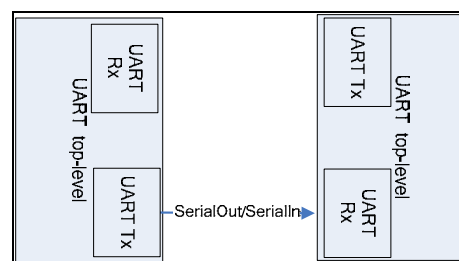 UART
Rx
UART top-level
UART Tx
SerialOut/SerialIn
UART Tx
UART top-level
UART
Rx